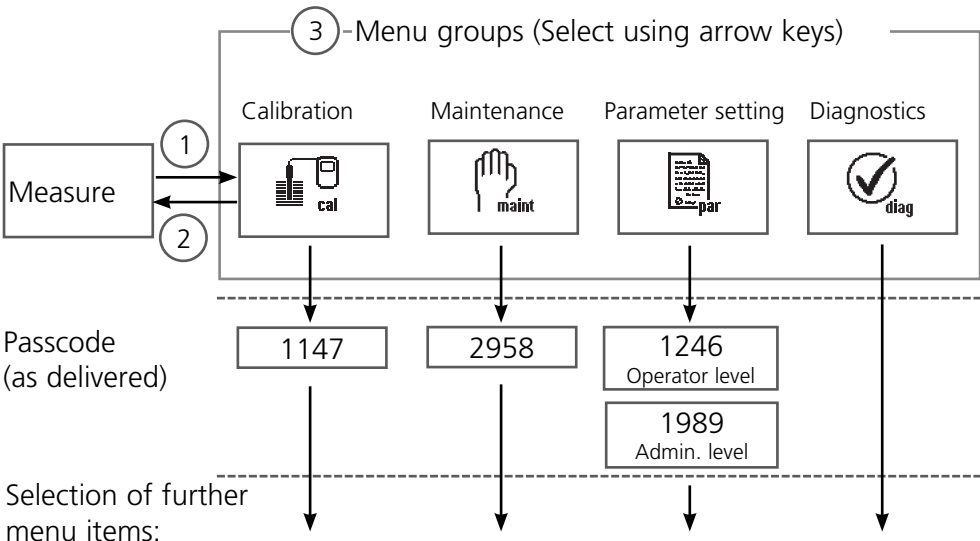 3 Menu groups (Select using arrow keys)
Calibration Maintenance Parameter setting Diagnostics
1
Measure
cal maint par diag
2
Passcode
(as delivered)
1147 2958 1246
Operator level
1989
Admin. level
Selection of further
menu items: